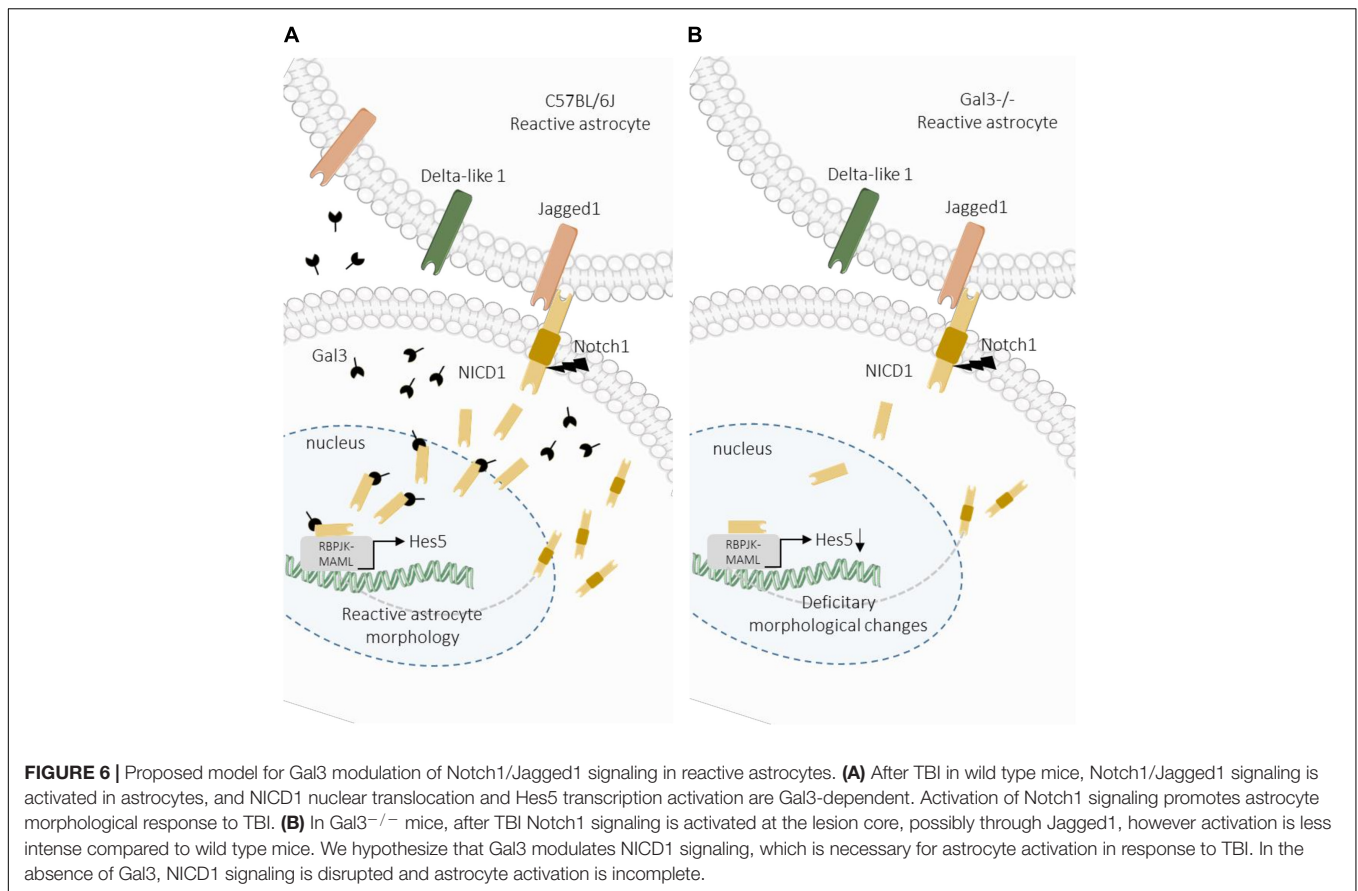 A
C57BL/6J
Reactive astrocyte
Delta-like 1
Jagged1
Gal3
NICD1
Notch1
nucleus
RBPJK-
MAML
Hes5
Reactive astrocyte
morphology
B
Gal3-/-
Reactive astrocyte
Delta-like 1
Jagged1
Notch1
NICD1
nucleus
RBPJK-
MAML
Hes5↓
Deficitary
morphological changes
FIGURE 6 | Proposed model for Gal3 modulation of Notch1/Jagged1 signaling in reactive astrocytes. (A) After TBI in wild type mice, Notch1/Jagged1 signaling is
activated in astrocytes, and NICD1 nuclear translocation and Hes5 transcription activation are Gal3-dependent. Activation of Notch1 signaling promotes astrocyte
morphological response to TBI. (B) In Gal3−/− mice, after TBI Notch1 signaling is activated at the lesion core, possibly through Jagged1, however activation is less
intense compared to wild type mice. We hypothesize that Gal3 modulates NICD1 signaling, which is necessary for astrocyte activation in response to TBI. In the
absence of Gal3, NICD1 signaling is disrupted and astrocyte activation is incomplete.